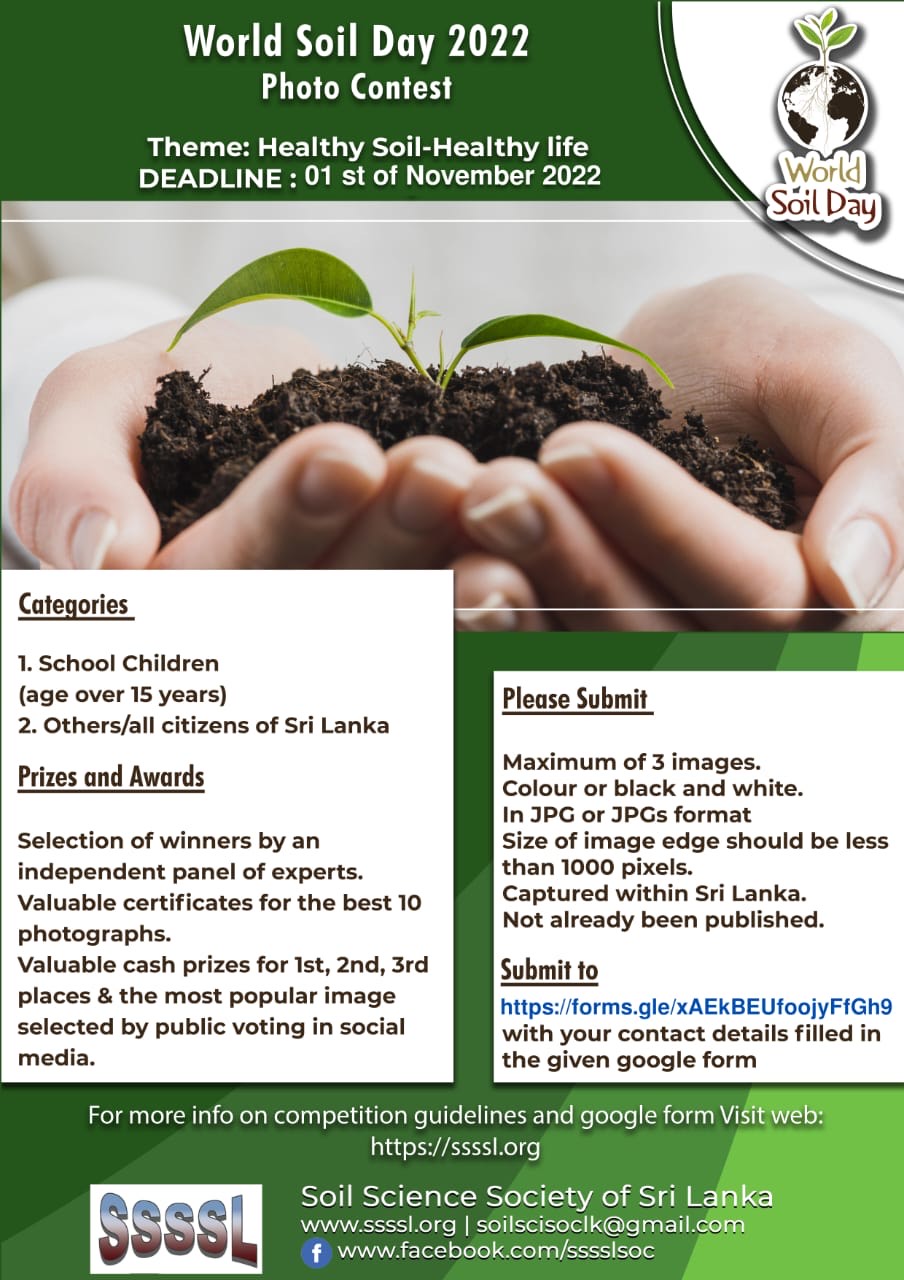 World Soil Day 2022
Photo Contest
Theme: Healthy Soil-Healthy life
DEADLINE : 01 st of November 2022
World
Soil Day
Categories
1. School Children
(age over 15 years)
2. Others/all citizens of Sri Lanka
Prizes and Awards
Selection of winners by an
independent panel of experts.
Valuable certificates for the best 10
photographs.
Valuable cash prizes for 1st, 2nd, 3rd
places & the most popular image
selected by public voting in social
media.
Please Submit
Maximum of 3 images.
Colour or black and white.
In JPG or JPGs format
Size of image edge should be less
than 1000 pixels.
Captured within Sri Lanka.
Not already been published.
Submit to
https://forms.gle/xAEkBEUfoojyFfGh9
with your contact details filled in
the given google form
For more info on competition guidelines and google form Visit web:
https://ssssl.org
SSSSL
Soil Science Society of Sri Lanka
www.ssssl.org | soilscisoclk@gmail.com
f www.facebook.com/sssslsoc